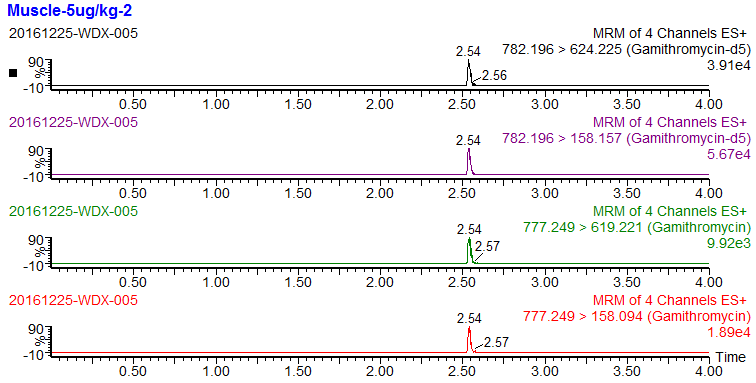 Muscle-5ug/kg-2
20161225-WDX-005
MRM of 4 Channels ES+
782.196 > 624.225 (Gamithromycin-d5)
3.91e4
2.54
2.56
90
%
-10
0.50 1.00 1.50 2.00 2.50 3.00 3.50 4.00
20161225-WDX-005
MRM of 4 Channels ES+
782.196 > 158.157 (Gamithromycin-d5)
5.67e4
2.54
90
%
-10
0.50 1.00 1.50 2.00 2.50 3.00 3.50 4.00
20161225-WDX-005
MRM of 4 Channels ES+
777.249 > 619.221 (Gamithromycin)
9.92e3
2.54
2.57
90
%
-10
0.50 1.00 1.50 2.00 2.50 3.00 3.50 4.00
20161225-WDX-005
MRM of 4 Channels ES+
777.249 > 158.094 (Gamithromycin)
1.89e4
2.54
2.57
90
%
-10
Time
0.50 1.00 1.50 2.00 2.50 3.00 3.50 4.00